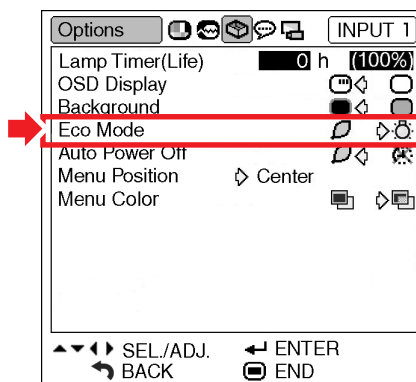 Options INPUT 1
Lamp Timer(Life) 0 h (100%)
OSD Display
Background
Eco Mode
Auto Power Off
Menu Position Center
Menu Color
SEL./ADJ. ENTER
BACK END